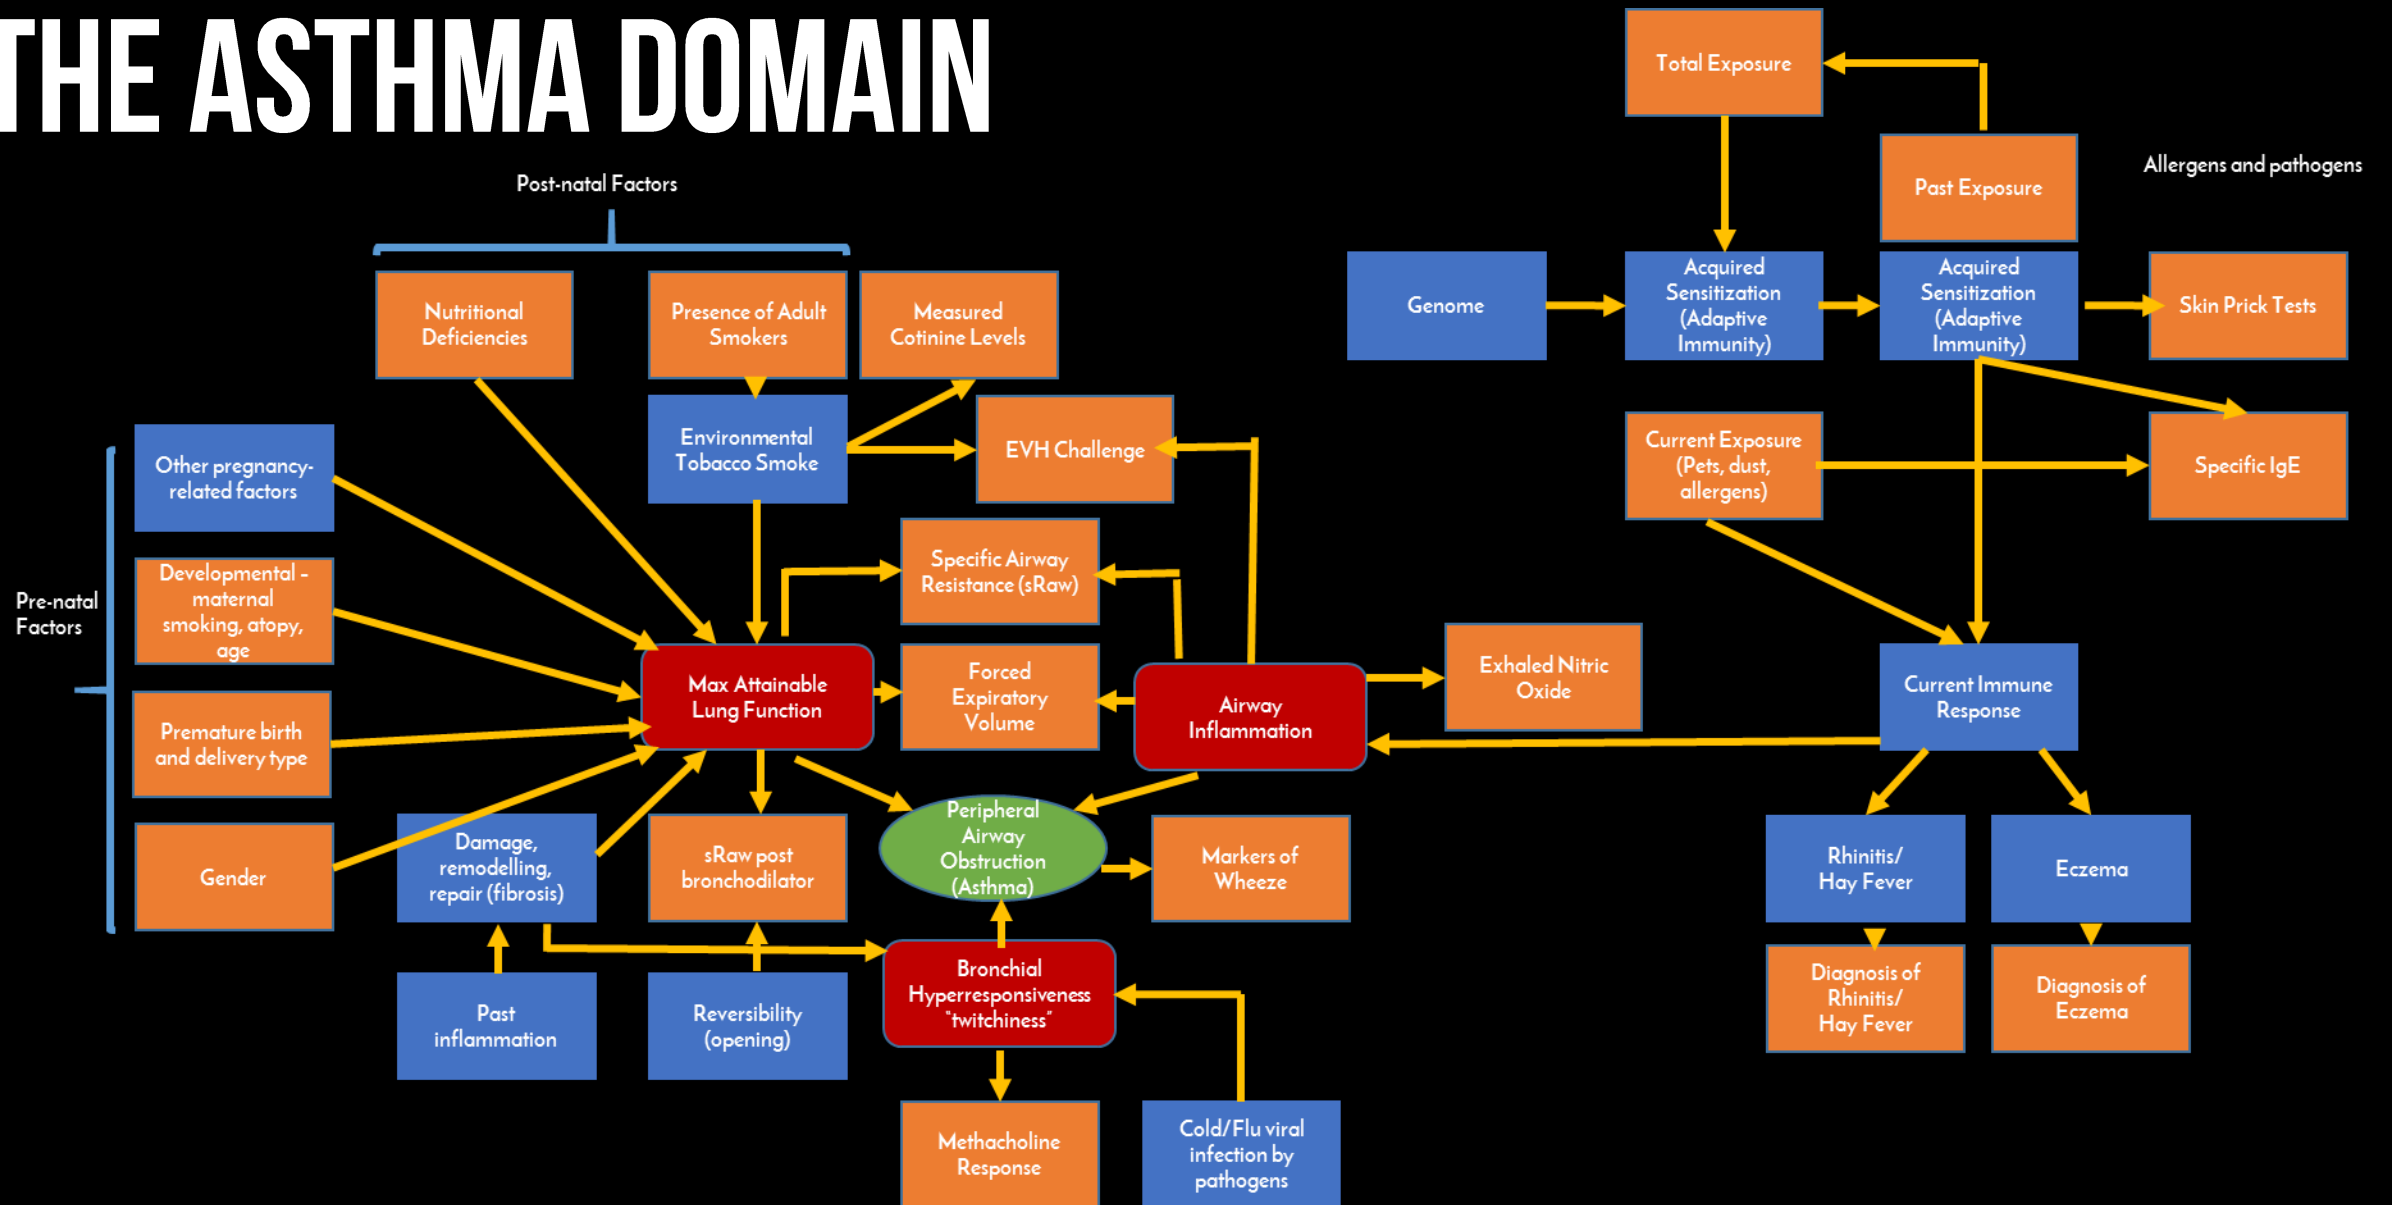 THE ASTHMA DOMAIN
Total Exposure
Past Exposure
Allergens and pathogens
Post-natal Factors
Genome
Acquired
Sensitization
(Adaptive
Immunity)
Acquired
Sensitization
(Adaptive
Immunity)
Skin Prick Tests
Nutritional
Deficiencies
Presence of Adult
Smokers
Measured
Cotinine Levels
Other pregnancy-
related factors
Environmental
Tobacco Smoke
EVH Challenge
Current Exposure
(Pets, dust,
allergens)
Specific IgE
Pre-natal
Factors
Developmental –
maternal
smoking, atopy,
age
Specific Airway
Resistance (sRaw)
Premature birth
and delivery type
Max Attainable
Lung Function
Forced
Expiratory
Volume
Airway
Inflammation
Exhaled Nitric
Oxide
Current Immune
Response
Gender
Damage,
remodelling,
repair (fibrosis)
sRaw post
bronchodilator
Peripheral
Airway
Obstruction
(Asthma)
Markers of
Wheeze
Rhinitis/
Hay Fever
Eczema
Past
inflammation
Reversibility
(opening)
Bronchial
Hyperresponsiveness
"twitchiness"
Diagnosis of
Rhinitis/
Hay Fever
Diagnosis of
Eczema
Methacholine
Response
Cold/Flu viral
infection by
pathogens